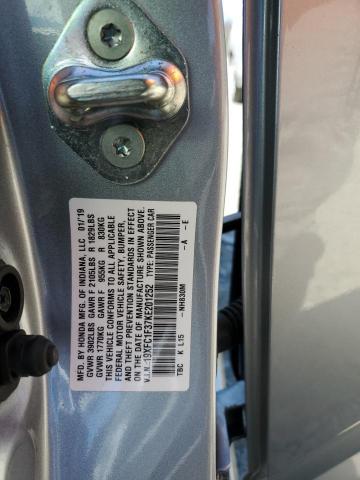 MFD. BY HONDA MFG. OF INDIANA, LLC 01/19
GVWR 3902LBS GAWR F 2105LBS R 1829LBS
GVWR 1770KG GAWR F 955KG R 830KG
THIS VEHICLE CONFORMS TO ALL APPLICABLE
FEDERAL MOTOR VEHICLE SAFETY, BUMPER,
AND THEFT PREVENTION STANDARDS IN EFFECT
ON THE DATE OF MANUFACTURE SHOWN ABOVE.
V.I.N.:19XFC1F37KE201252 TYPE: PASSENGER CAR
-NH830M -A -E
TBC K L15